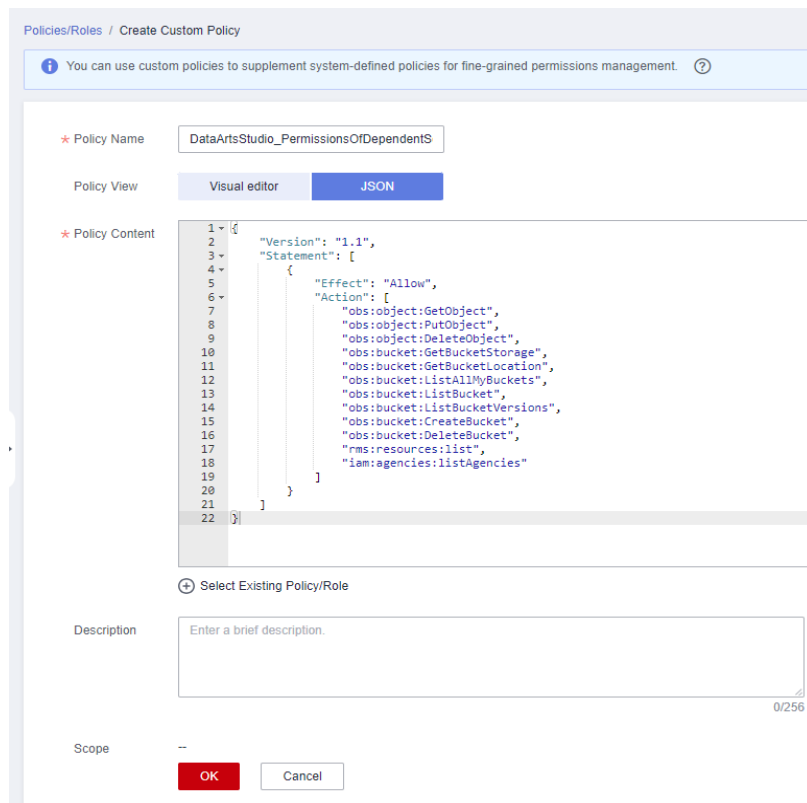 Policies/Roles / Create Custom Policy
You can use custom policies to supplement system-defined policies for fine-grained permissions management.
* Policy Name DataArtsStudio_PermissionsOfDependentS
Policy View Visual editor JSON
* Policy Content
1 {
2 "Version": "1.1",
3 "Statement": [
4 {
5 "Effect": "Allow",
6 "Action": [
7 "obs:object:GetObject",
8 "obs:object:PutObject",
9 "obs:object:DeleteObject",
10 "obs:bucket:GetBucketStorage",
11 "obs:bucket:GetBucketLocation",
12 "obs:bucket:ListAllMyBuckets",
13 "obs:bucket:ListBucket",
14 "obs:bucket:ListBucketVersions",
15 "obs:bucket:CreateBucket",
16 "obs:bucket:DeleteBucket",
17 "rms:resources:list",
18 "iam:agencies:listAgencies"
19 ]
20 }
21 ]
22 }
Select Existing Policy/Role
Description Enter a brief description.
0/256
Scope --
OK Cancel